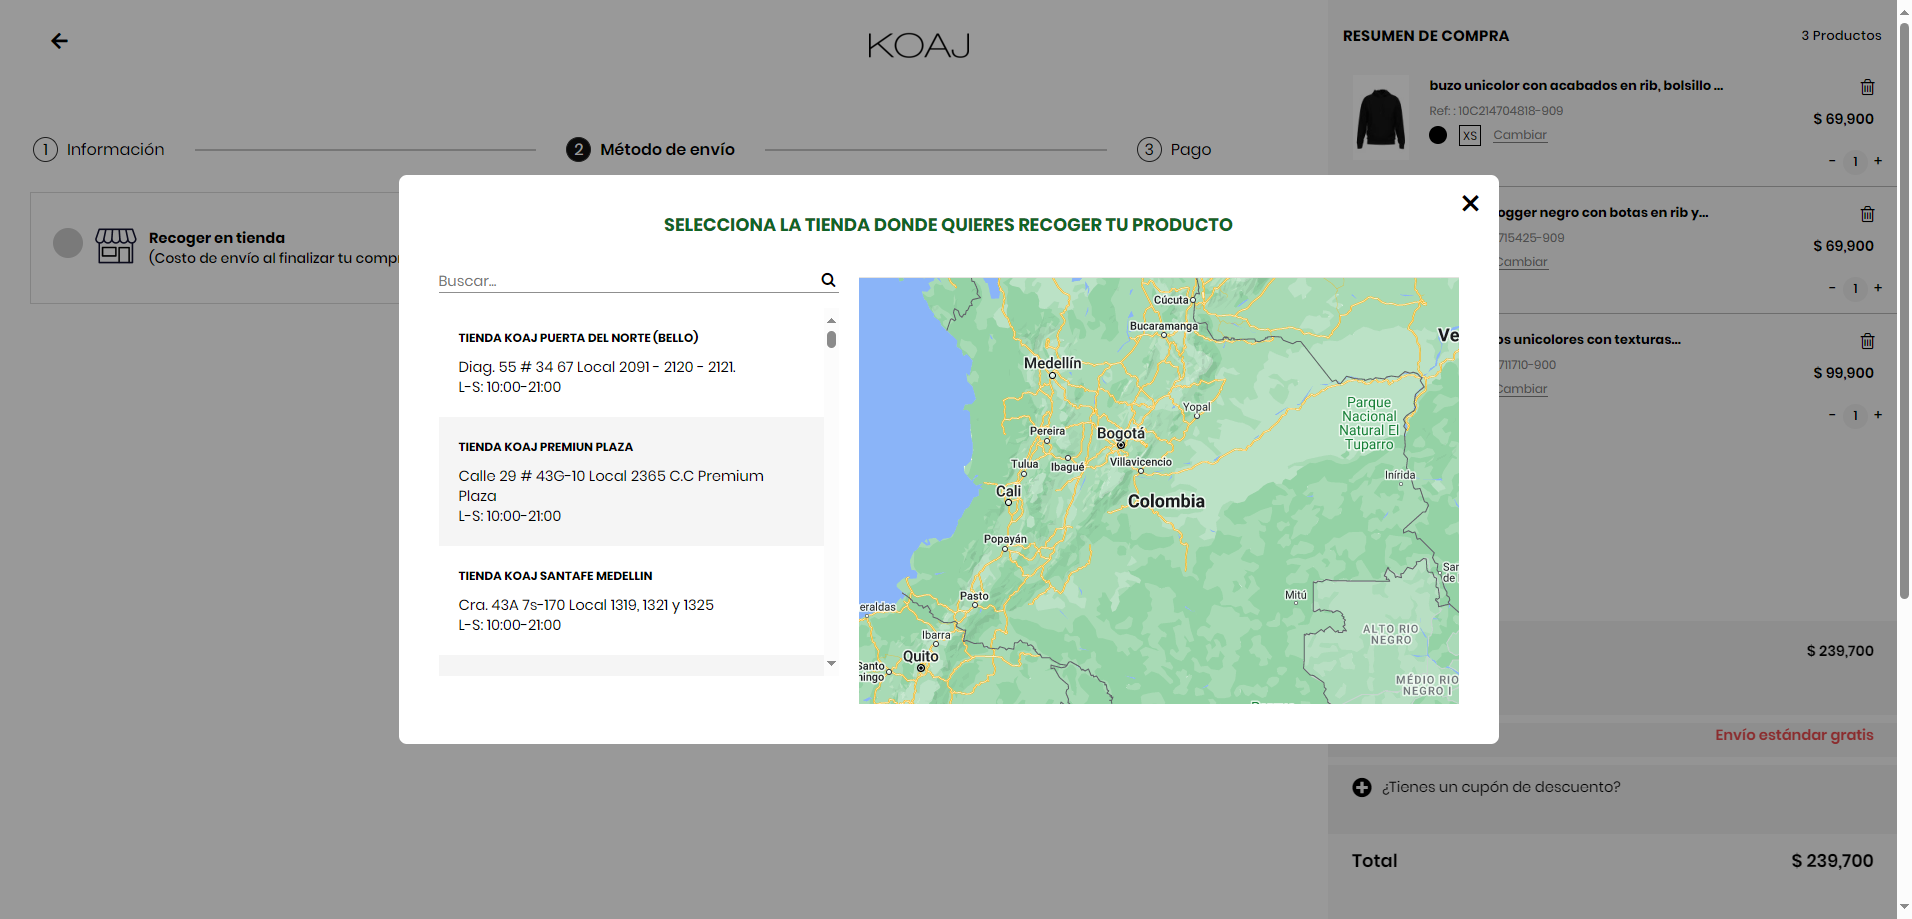 KOAJ
1 Información
2 Método de envío
3 Pago
Recoger en tienda
(Costo de envío al finalizar tu compr
SELECCIONA LA TIENDA DONDE QUIERES RECOGER TU PRODUCTO
Buscar...
TIENDA KOAJ PUERTA DEL NORTE (BELLO)
Diag. 55 # 34 67 Local 2091 - 2120 - 2121.
L-S: 10:00-21:00
TIENDA KOAJ PREMIUN PLAZA
Calle 29 # 43G-10 Local 2365 C.C Premium
Plaza
L-S: 10:00-21:00
TIENDA KOAJ SANTAFE MEDELLIN
Cra. 43A 7s-170 Local 1319, 1321 y 1325
L-S: 10:00-21:00
Cúcuta
Bucaramanga
Ve
Medellín
Yopal
Parque
Nacional
Natural El
Tuparro
Pereira
Bogotá
Tulua
Ibagué
Villavicencio
Inírida
Cali
Colombia
Popayán
San
de
Pasto
Mitú
eraldas
ALTO RIO
NEGRO
Ibarra
Quito
Santo
ningo
MÉDIO RIO
NEGRO I
RESUMEN DE COMPRA
3 Productos
buzo unicolor con acabados en rib, bolsillo ...
Ref: : 10C214704818-909
$ 69,900
XS Cambiar
- 1 +
ogger negro con botas en rib y...
715425-909
$ 69,900
Cambiar
- 1 +
os unicolores con texturas...
711710-900
$ 99,900
Cambiar
- 1 +
$ 239,700
Envío estándar gratis
¿Tienes un cupón de descuento?
Total
$ 239,700